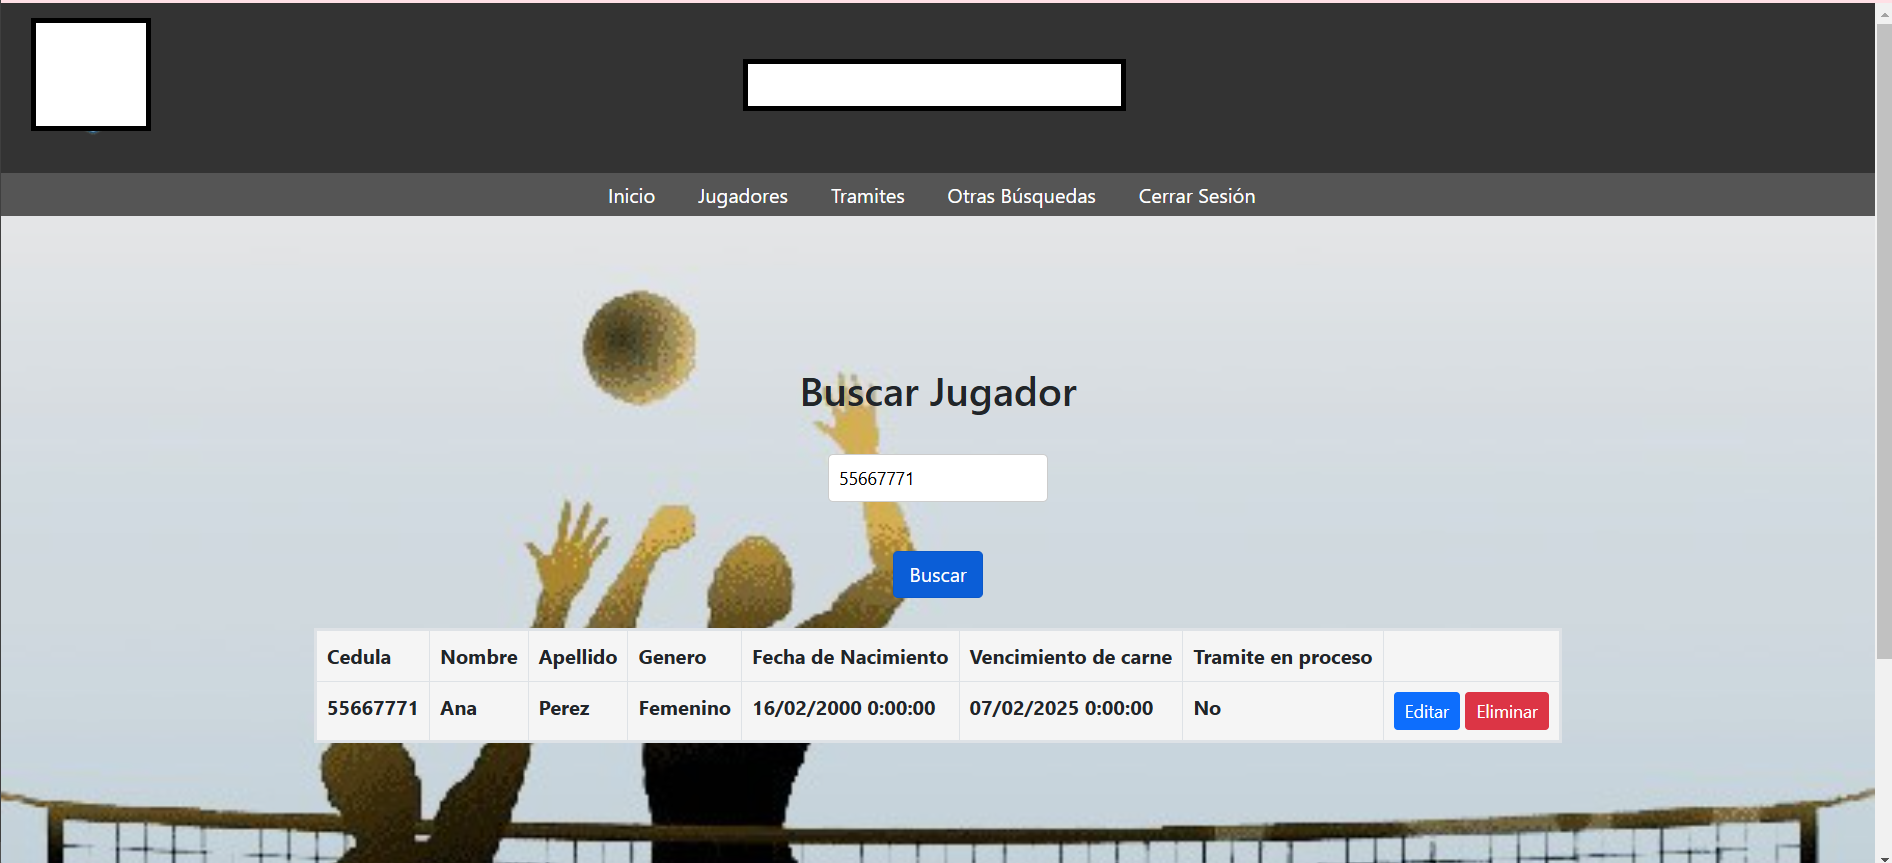 Inicio Jugadores Tramites Otras Búsquedas Cerrar Sesión
Buscar Jugador
55667771
Buscar
Cedula Nombre Apellido Genero Fecha de Nacimiento Vencimiento de carne Tramite en proceso
55667771 Ana Perez Femenino 16/02/2000 0:00:00 07/02/2025 0:00:00 No Editar Eliminar